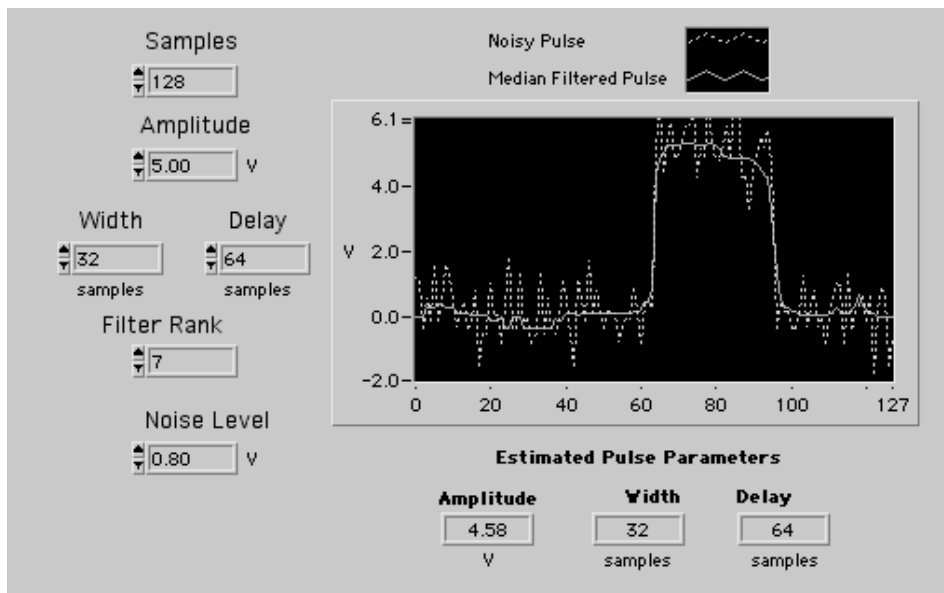 Samples
128
Amplitude
5.00 V
Width Delay
32 64
samples samples
Filter Rank
7
Noise Level
0.80 V
Noisy Pulse
Median Filtered Pulse
6.1
4.0
V 2.0
0.0
-2.0
0 20 40 60 80 100 127
Estimated Pulse Parameters
Amplitude Width Delay
4.58 32 64
V samples samples